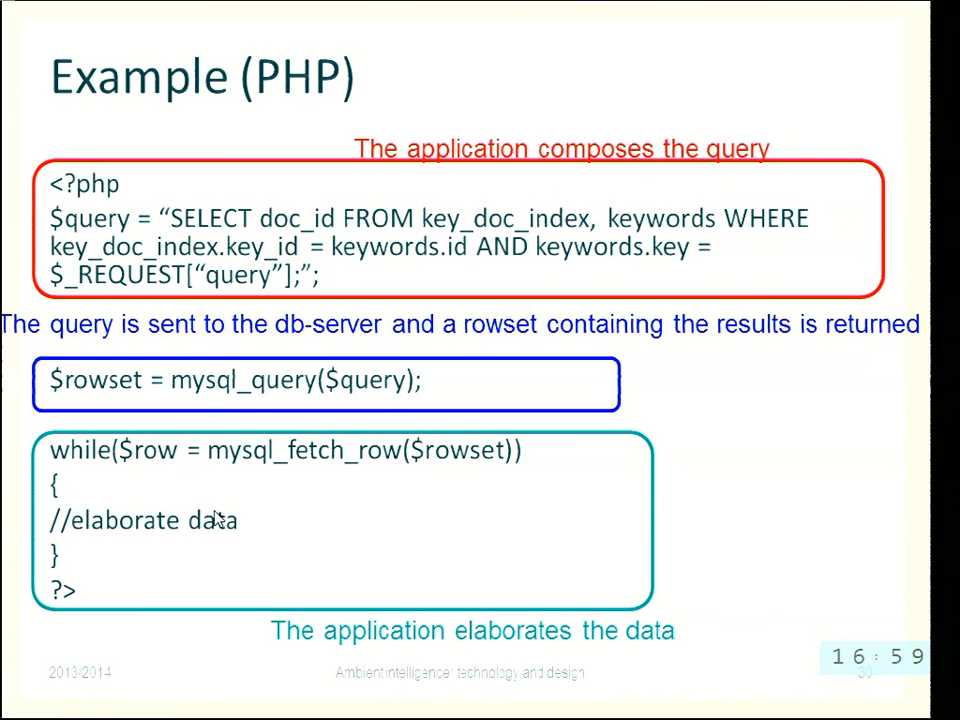 Example (PHP)
The application composes the query
<?php
$query = “SELECT doc_id FROM key_doc_index, keywords WHERE
key_doc_index.key_id = keywords.id AND keywords.key =
$_REQUEST[“query”];”;
The query is sent to the db-server and a rowset containing the results is returned
$rowset = mysql_query($query);
while($row = mysql_fetch_row($rowset))
{
//elaborate data
}
?>
The application elaborates the data
16:59
2013/2014
Ambient intelligence: technology and design
30